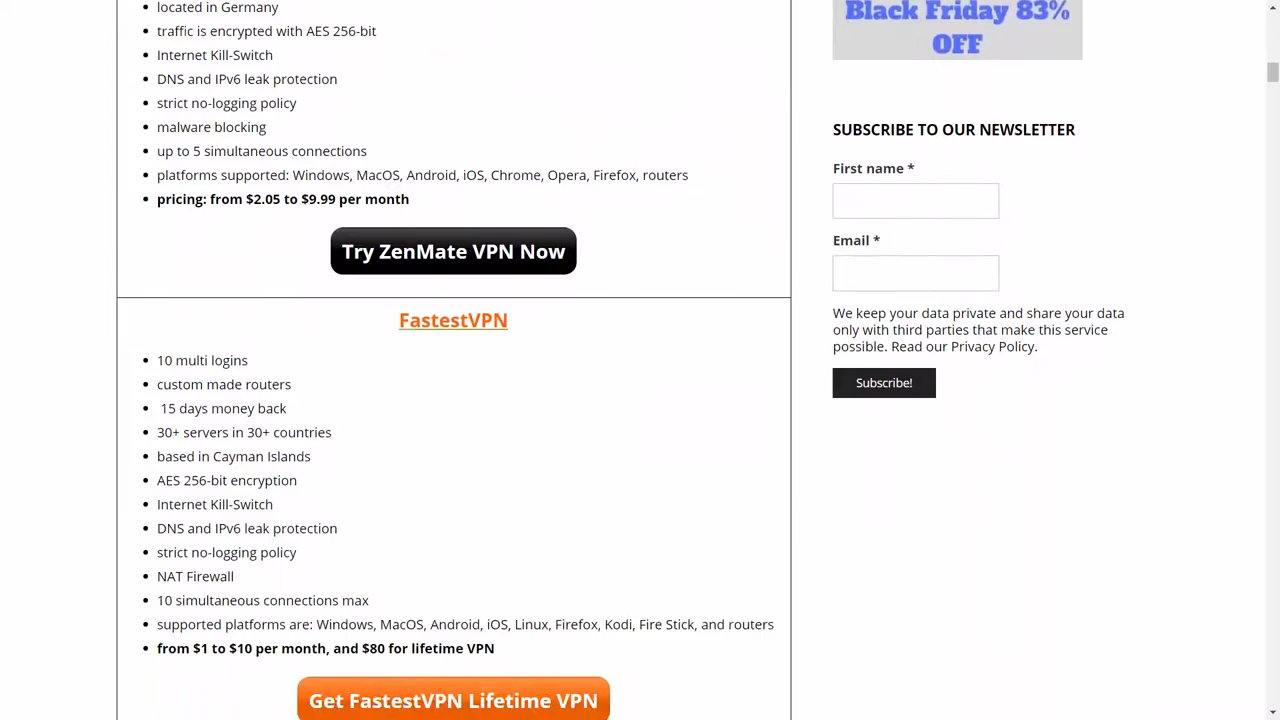 located in Germany
traffic is encrypted with AES 256-bit
Internet Kill-Switch
DNS and IPv6 leak protection
strict no-logging policy
malware blocking
up to 5 simultaneous connections
platforms supported: Windows, MacOS, Android, iOS, Chrome, Opera, Firefox, routers
pricing: from $2.05 to $9.99 per month
Try ZenMate VPN Now
FastestVPN
10 multi logins
custom made routers
15 days money back
30+ servers in 30+ countries
based in Cayman Islands
AES 256-bit encryption
Internet Kill-Switch
DNS and IPv6 leak protection
strict no-logging policy
NAT Firewall
10 simultaneous connections max
supported platforms are: Windows, MacOS, Android, iOS, Linux, Firefox, Kodi, Fire Stick, and routers
from $1 to $10 per month, and $80 for lifetime VPN
Get FastestVPN Lifetime VPN
Black Friday 83%
OFF
SUBSCRIBE TO OUR NEWSLETTER
First name *
Email *
We keep your data private and share your data
only with third parties that make this service
possible. Read our Privacy Policy.
Subscribe!